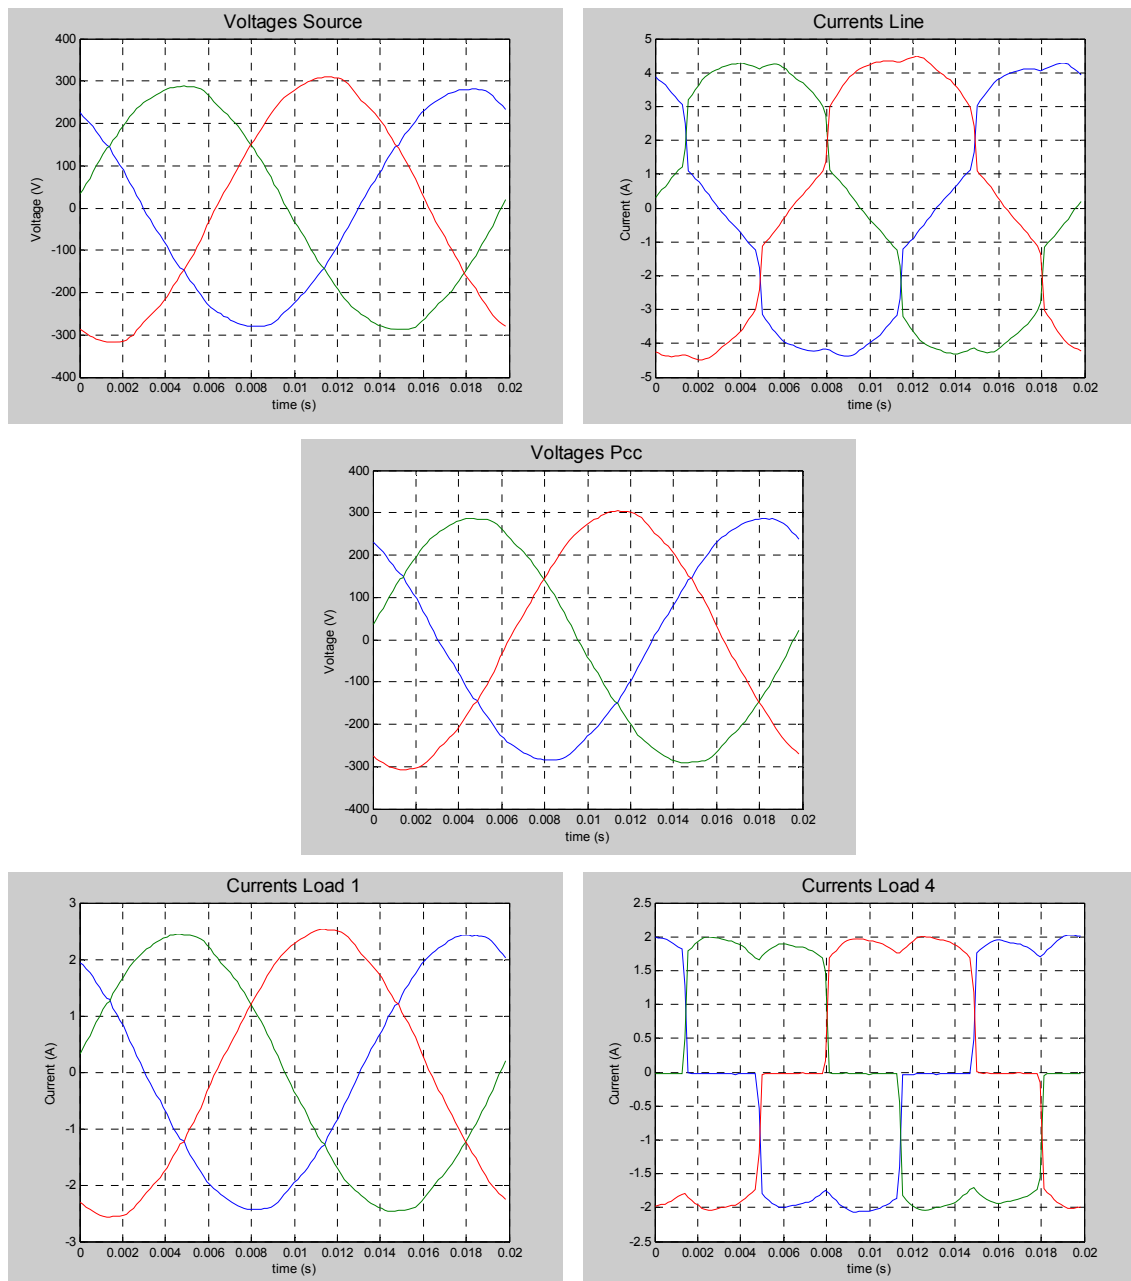 Voltages Source
400
300
200
100
0
-100
-200
-300
-400
Voltage (V)
0 0.002 0.004 0.006 0.008 0.01 0.012 0.014 0.016 0.018 0.02
time (s)
Currents Line
5
4
3
2
1
0
-1
-2
-3
-4
-5
Current (A)
0 0.002 0.004 0.006 0.008 0.01 0.012 0.014 0.016 0.018 0.02
time (s)
Voltages Pcc
400
300
200
100
0
-100
-200
-300
-400
Voltage (V)
0 0.002 0.004 0.006 0.008 0.01 0.012 0.014 0.016 0.018 0.02
time (s)
Currents Load 1
3
2
1
0
-1
-2
-3
Current (A)
0 0.002 0.004 0.006 0.008 0.01 0.012 0.014 0.016 0.018 0.02
time (s)
Currents Load 4
2.5
2
1.5
1
0.5
0
-0.5
-1
-1.5
-2
-2.5
Current (A)
0 0.002 0.004 0.006 0.008 0.01 0.012 0.014 0.016 0.018 0.02
time (s)